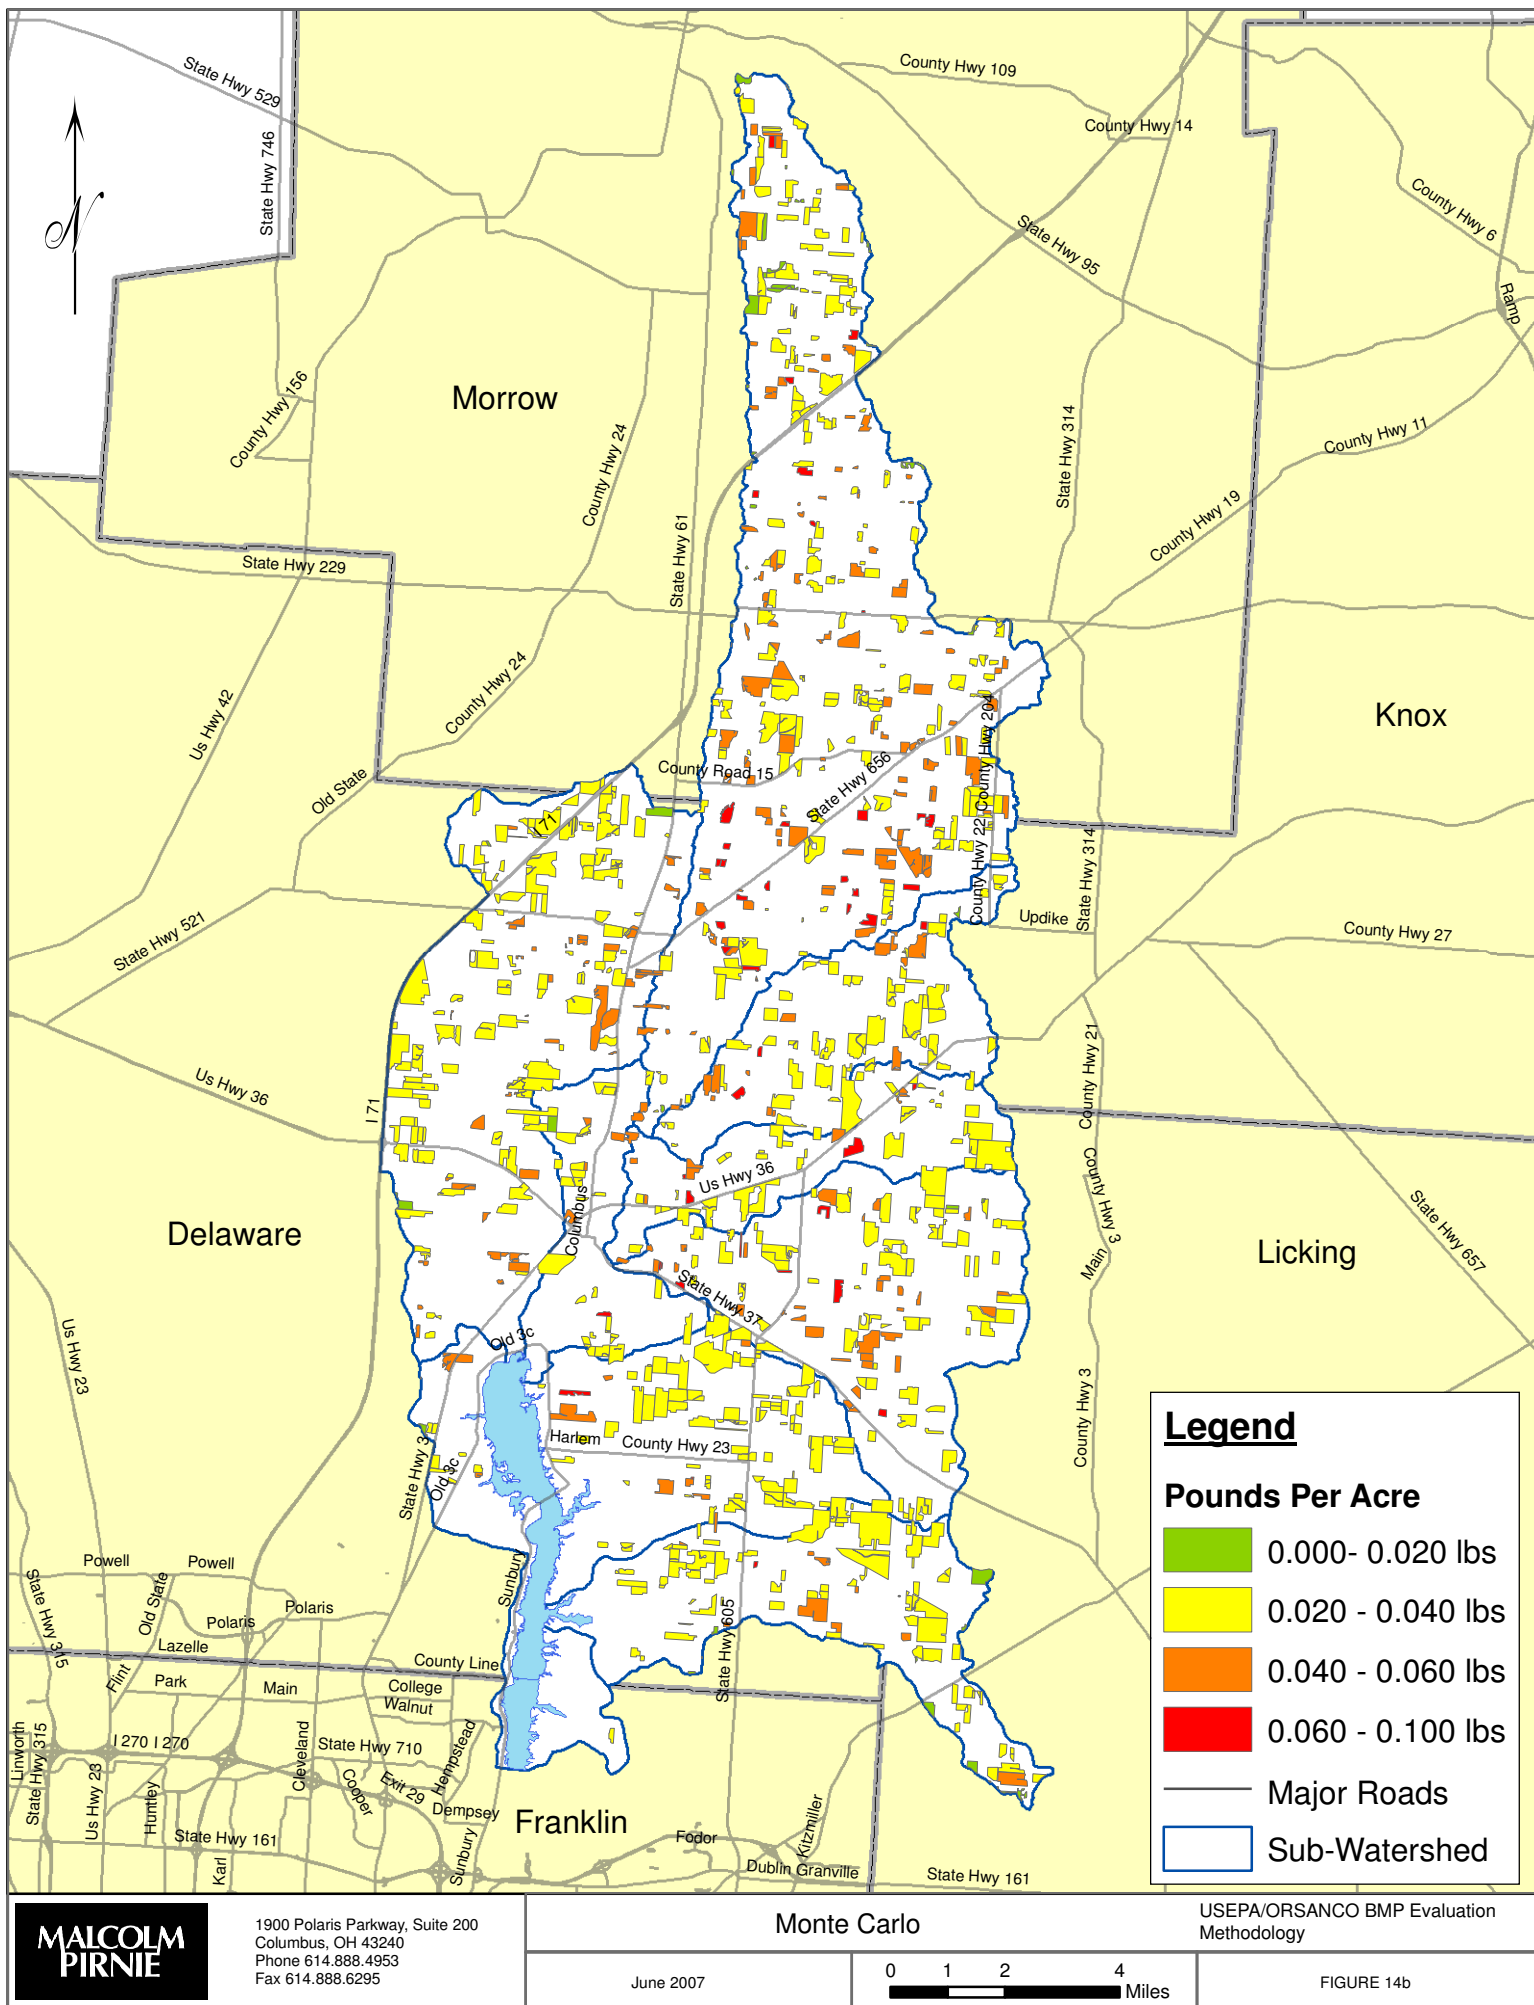 State Hwy 529
County Hwy 109
County Hwy 14
State Hwy 746
N
County Hwy 6
State Hwy 95
Ramp
County Hwy 156
Morrow
County Hwy 24
State Hwy 314
County Hwy 11
County Hwy 19
State Hwy 61
State Hwy 229
County Hwy 24
Us Hwy 42
Knox
County Hwy 204
Old State
County Road 15
State Hwy 656
I 71
County Hwy 22
State Hwy 314
Updike
State Hwy 521
County Hwy 27
County Hwy 21
Us Hwy 36
I 71
Us Hwy 36
County Hwy 3
Columbus
Delaware
Main
Licking
State Hwy 657
State Hwy 37
Us Hwy 23
Old 3c
County Hwy 3
Harlem
County Hwy 23
State Hwy 3
Old 3c
Powell
Powell
Sunbury
State Hwy 315
Old State
Polaris
Polaris
Lazelle
County Line
State Hwy 605
Flint
Park
Main
College
Walnut
Linworth
State Hwy 315
I 270
I 270
Us Hwy 23
Huntley
Cleveland
State Hwy 710
Hempstead
Cooper
Exit 29
Dempsey
Franklin
Kitzmiller
State Hwy 161
Karl
Sunbury
Fodor
Dublin Granville
State Hwy 161
Legend
Pounds Per Acre
0.000- 0.020 lbs
0.020 - 0.040 lbs
0.040 - 0.060 lbs
0.060 - 0.100 lbs
Major Roads
Sub-Watershed
MALCOLM
PIRNIE
1900 Polaris Parkway, Suite 200
Columbus, OH 43240
Phone 614.888.4953
Fax 614.888.6295
Monte Carlo
USEPA/ORSANCO BMP Evaluation
Methodology
June 2007
0 1 2 4
Miles
FIGURE 14b